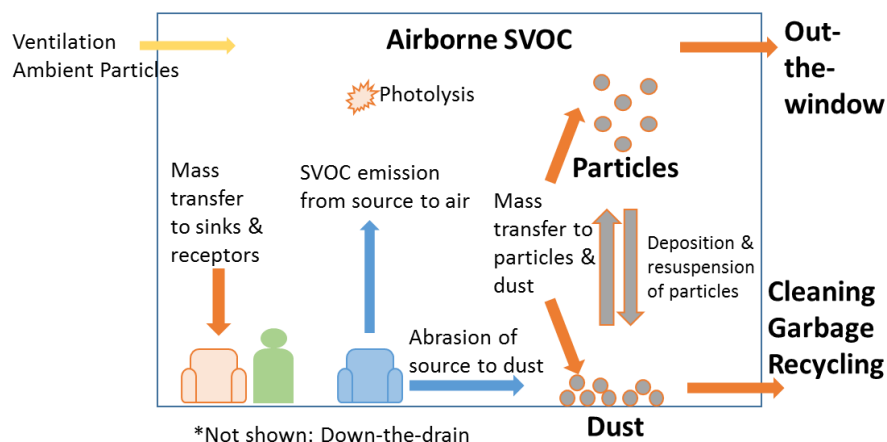 Ventilation
Ambient Particles
Airborne SVOC
Out-
the-
window
Photolysis
Particles
Mass
transfer
to sinks &
receptors
SVOC emission
from source to air
Mass
transfer to
particles &
dust
Deposition &
resuspension
of particles
Cleaning
Garbage
Recycling
Abrasion of
source to dust
Dust
*Not shown: Down-the-drain